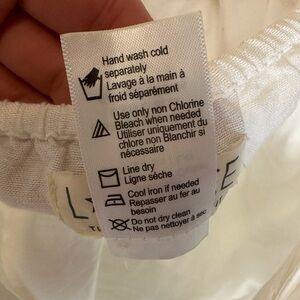 Hand wash cold
separately
Lavage à la main à
froid séparément
Use only non Chlorine
Bleach when needed
Utiliser uniquement du
chlore non Blanchir si
nécessaire
Line dry
Ligne séche
Cool iron if needed
Repasser au fer au
besoin
Do not dry clean
Ne pas nettoyer à sec